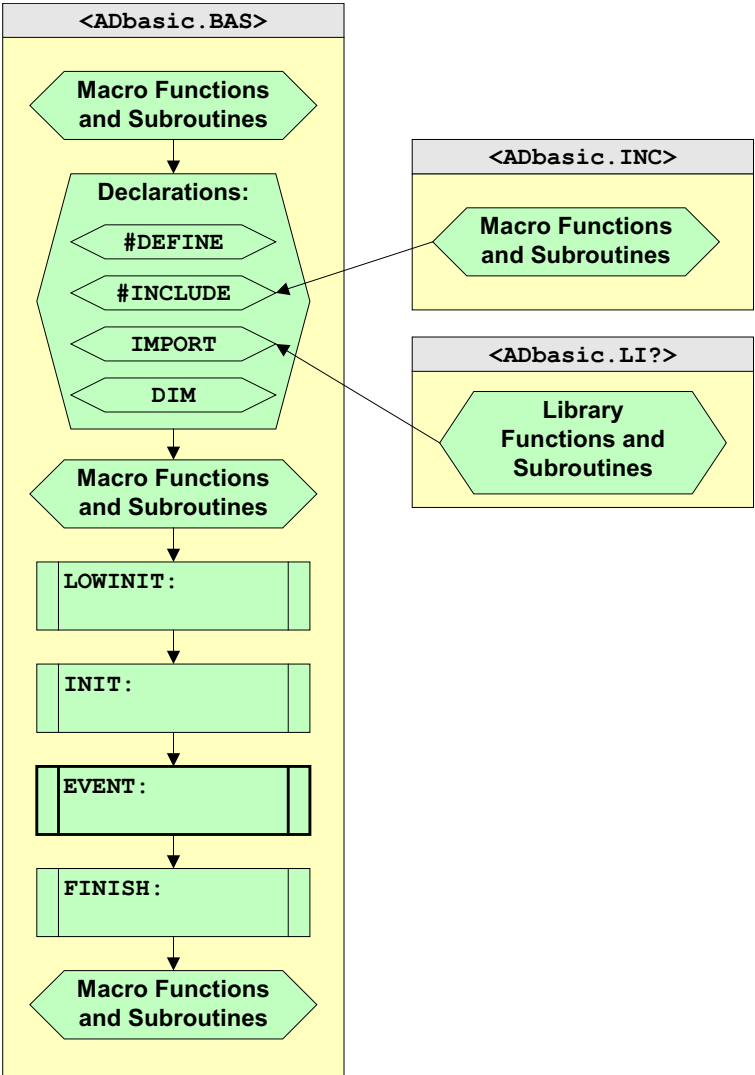 <ADbasic.BAS>
Macro Functions
and Subroutines
Declarations:
#DEFINE
#INCLUDE
IMPORT
DIM
Macro Functions
and Subroutines
LOWINIT:
INIT:
EVENT:
FINISH:
Macro Functions
and Subroutines
<ADbasic.INC>
Macro Functions
and Subroutines
<ADbasic.LI?>
Library
Functions and
Subroutines